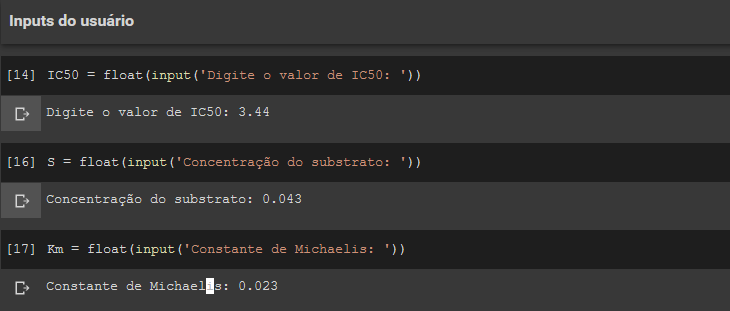 Inputs do usuário
[14] IC50 = float(input('Digite o valor de IC50: '))
Digite o valor de IC50: 3.44
[16] S = float(input('Concentração do substrato: '))
Concentração do substrato: 0.043
[17] Km = float(input('Constante de Michaelis: '))
Constante de Michaelis: 0.023